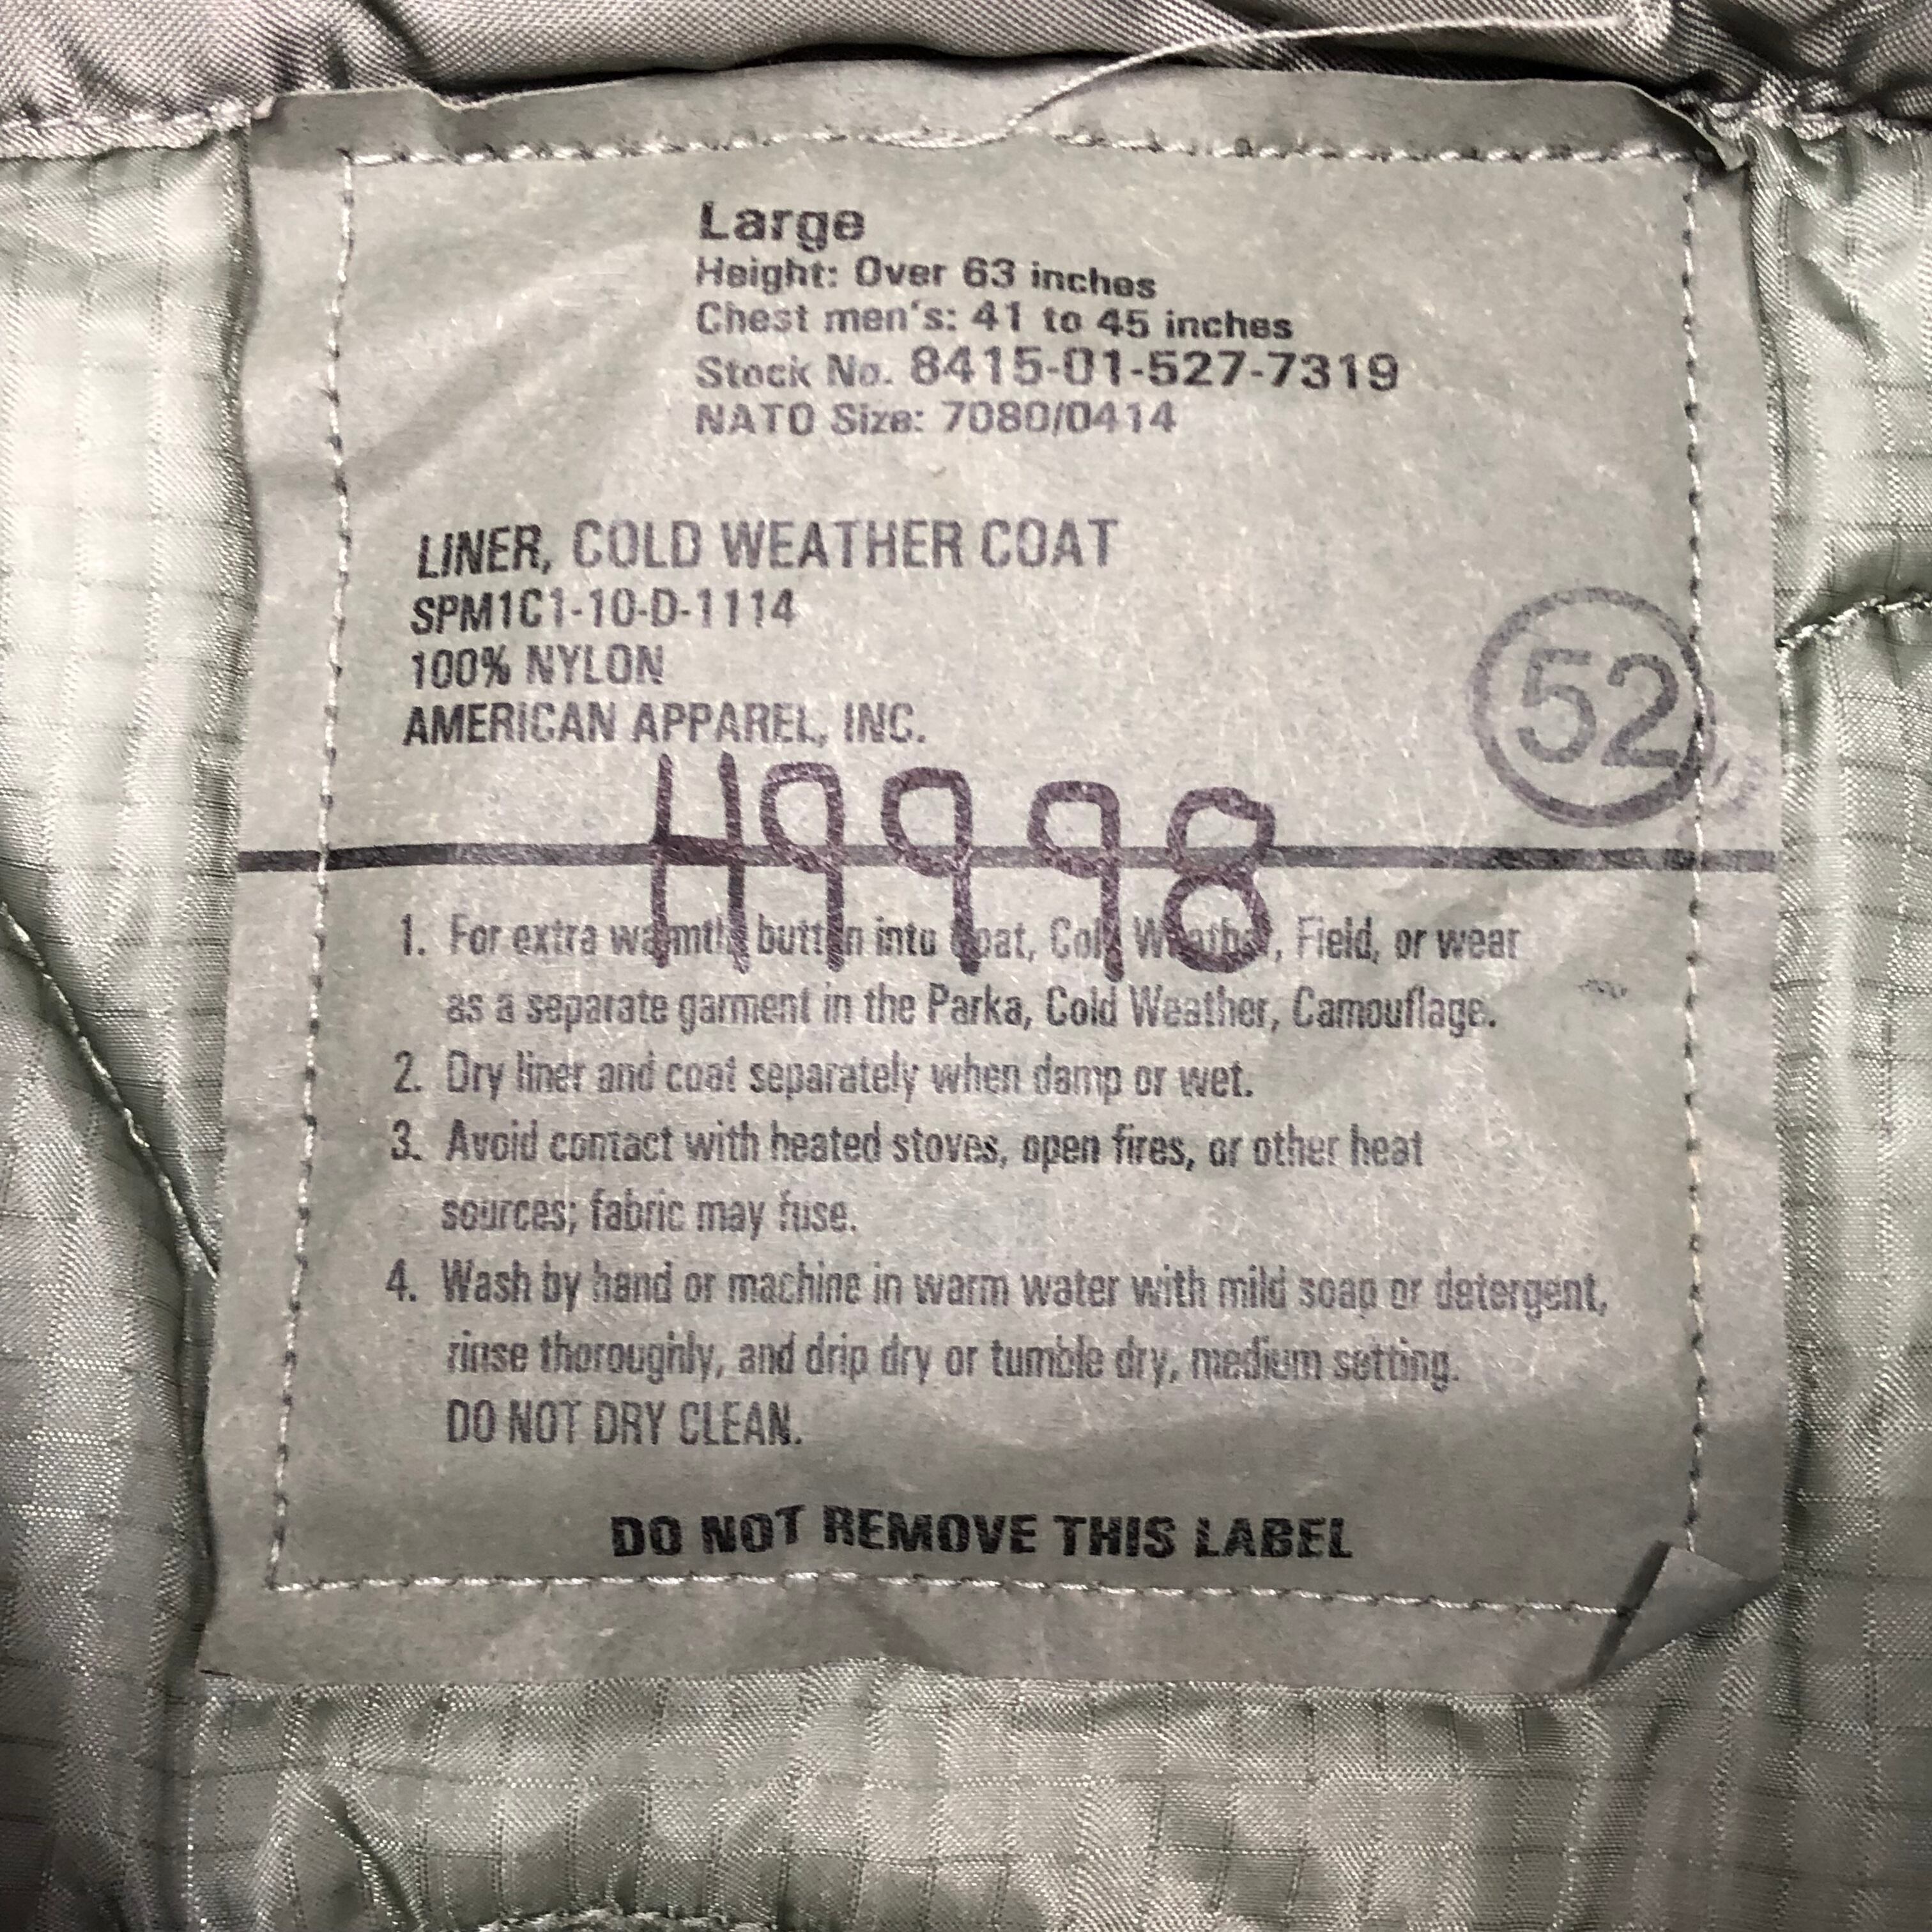 Large
Height: Over 63 inches
Chest men's: 41 to 45 inches
Stock No. 8415-01-527-7319
NATO Size: 7080/0414
LINER, COLD WEATHER COAT
SPM1C1-10-D-1114
100% NYLON
AMERICAN APPAREL, INC.
52
H9998
1. For extra warmth, button into Coat, Cold Weather, Field, or wear
as a separate garment in the Parka, Cold Weather, Camouflage.
2. Dry liner and coat separately when damp or wet.
3. Avoid contact with heated stoves, open fires, or other heat
sources; fabric may fuse.
4. Wash by hand or machine in warm water with mild soap or detergent,
rinse thoroughly, and drip dry or tumble dry, medium setting.
DO NOT DRY CLEAN.
DO NOT REMOVE THIS LABEL